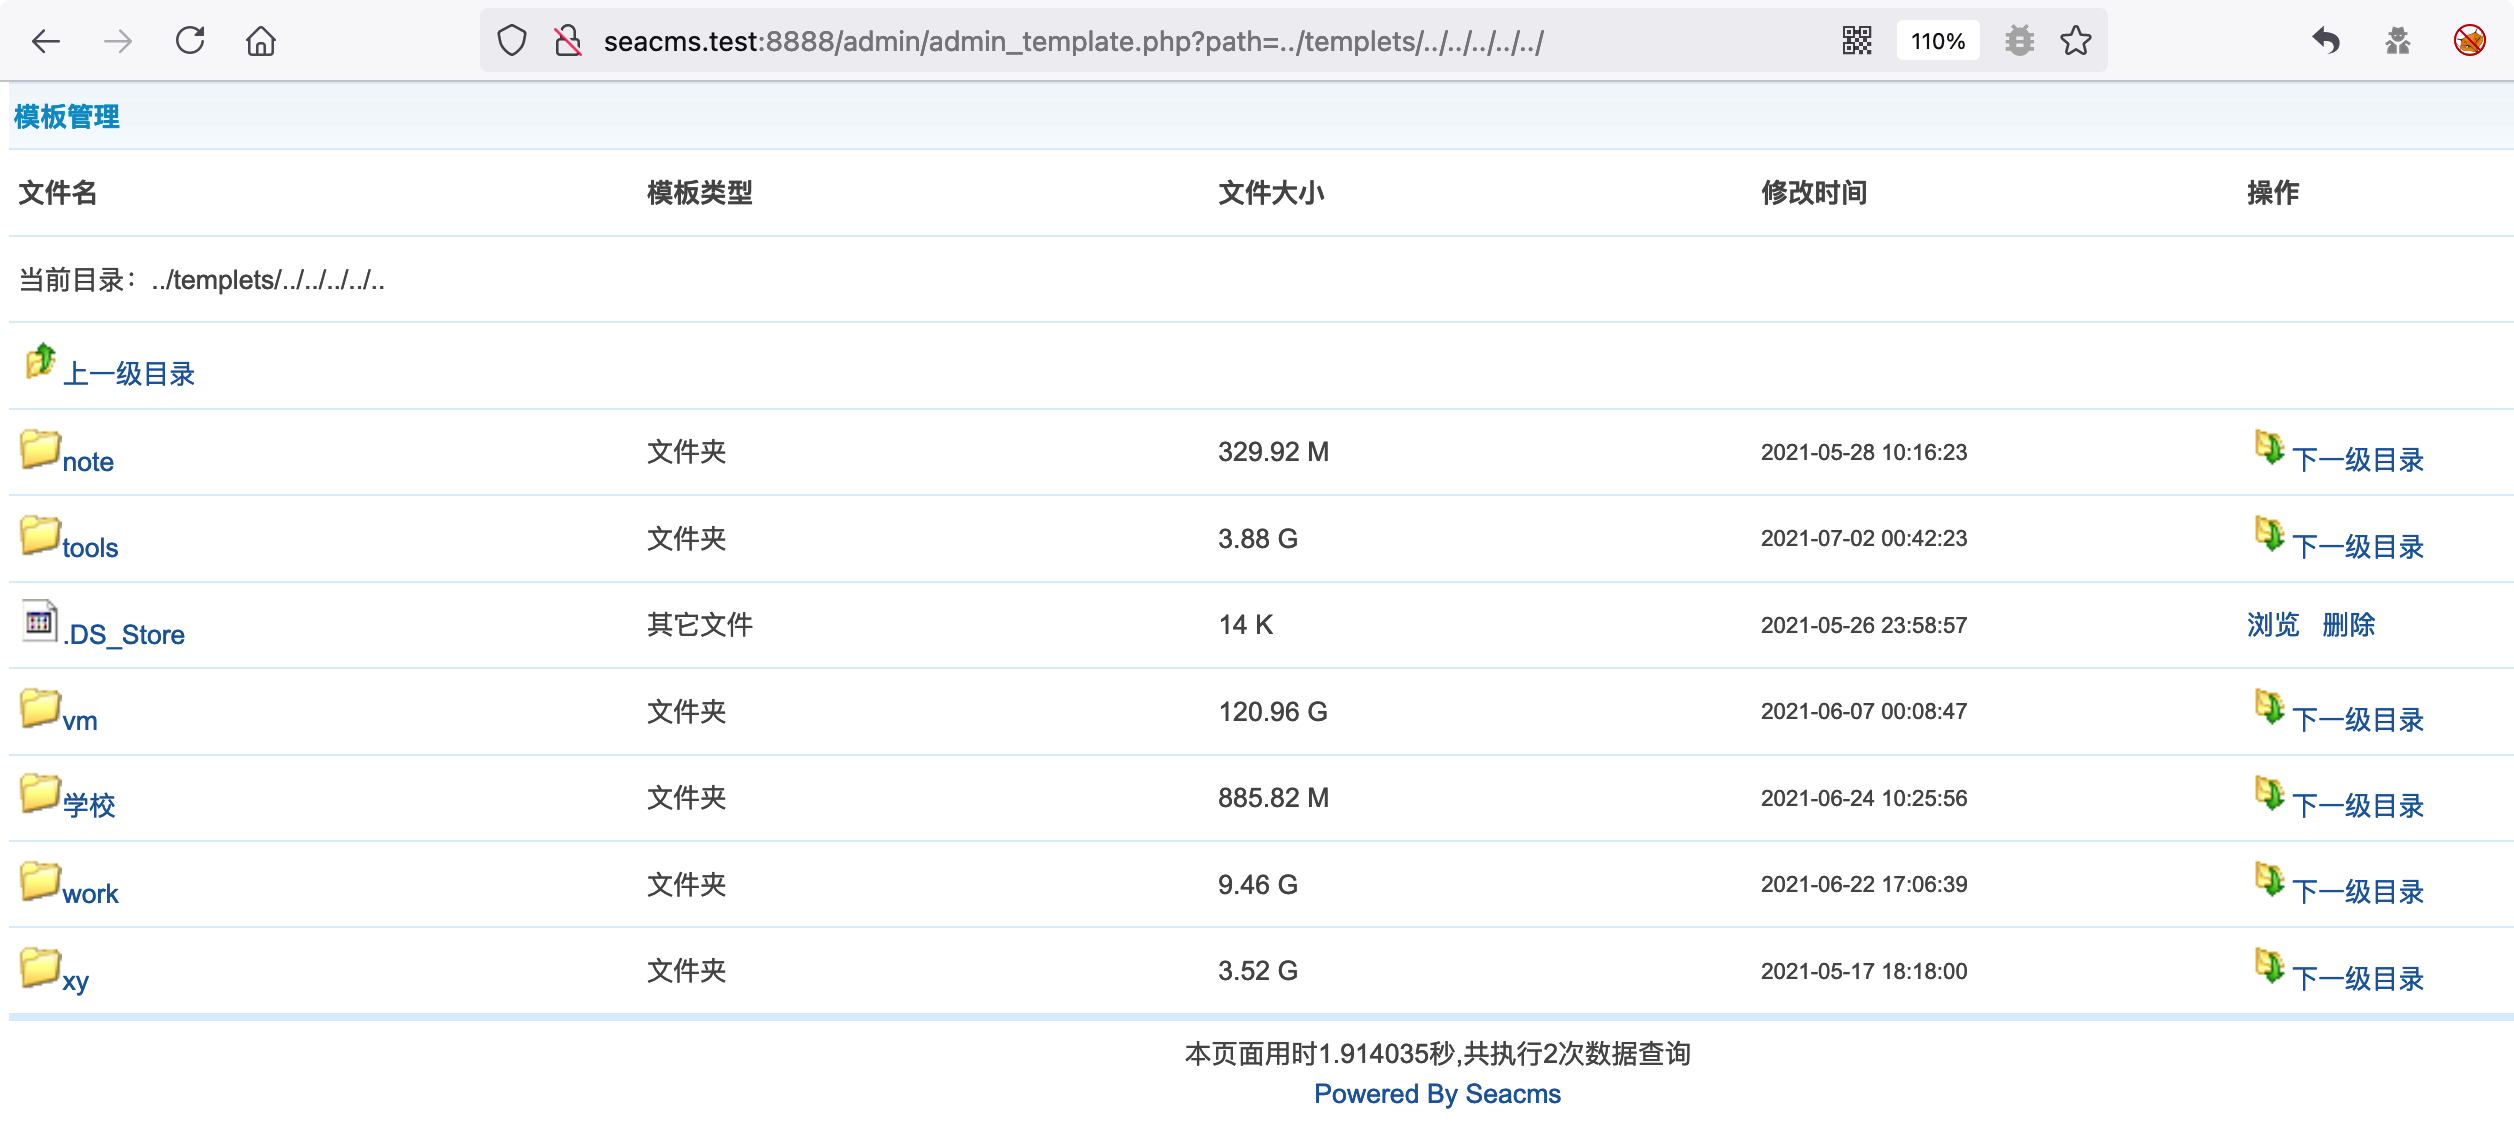 seacms.test:8888/admin/admin_template.php?path=../templets/../../../../../
110%
模板管理
文件名 模板类型 文件大小 修改时间 操作
当前目录：../templets/../../../../..
上一级目录
note 文件夹 329.92 M 2021-05-28 10:16:23 下一级目录
tools 文件夹 3.88 G 2021-07-02 00:42:23 下一级目录
.DS_Store 其它文件 14 K 2021-05-26 23:58:57 浏览 删除
vm 文件夹 120.96 G 2021-06-07 00:08:47 下一级目录
学校 文件夹 885.82 M 2021-06-24 10:25:56 下一级目录
work 文件夹 9.46 G 2021-06-22 17:06:39 下一级目录
xy 文件夹 3.52 G 2021-05-17 18:18:00 下一级目录
本页面用时1.914035秒,共执行2次数据查询
Powered By Seacms